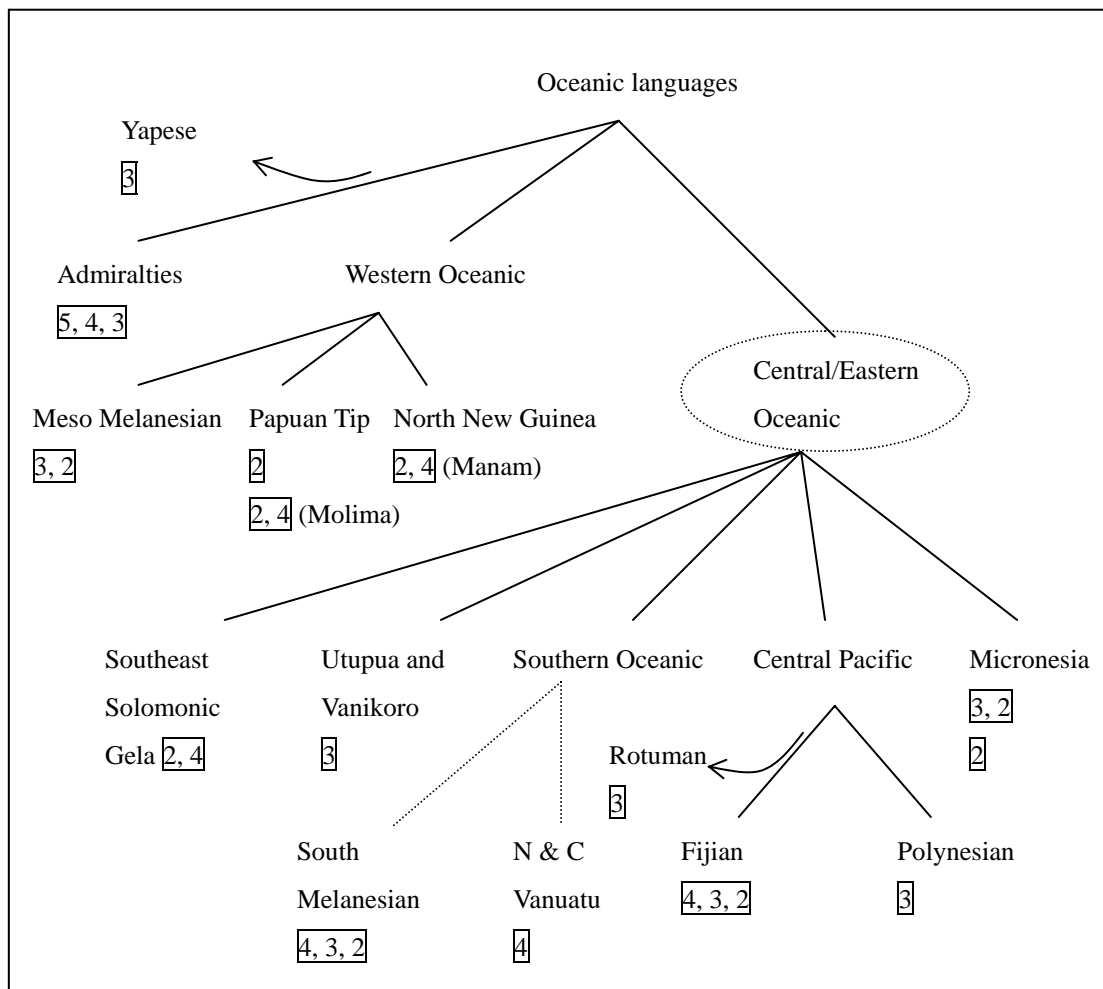 Oceanic languages
Yapese
3
Admiralties
5, 4, 3
Western Oceanic
Central/Eastern
Oceanic
Meso Melanesian
3, 2
Papuan Tip
2
2, 4 (Molima)
North New Guinea
2, 4 (Manam)
Southeast
Solomonic
Gela 2, 4
Utupua and
Vanikoro
3
Southern Oceanic
Central Pacific
Micronesia
3, 2
2
Rotuman
3
South
Melanesian
4, 3, 2
N & C
Vanuatu
4
Fijian
4, 3, 2
Polynesian
3